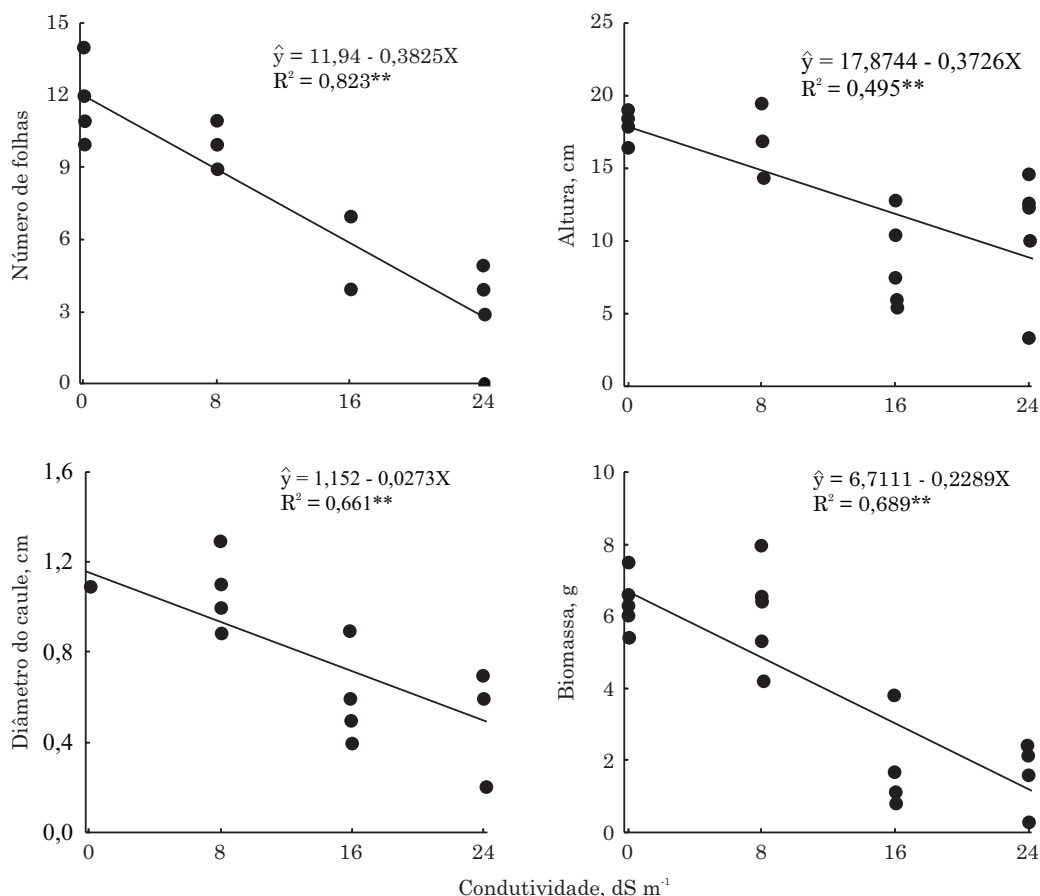 Número de folhas
15
12
9
6
3
0
ŷ = 11,94 - 0,3825X
R² = 0,823**
0 8 16 24
Altura, cm
25
20
15
10
5
0
ŷ = 17,8744 - 0,3726X
R² = 0,495**
0 8 16 24
Diâmetro do caule, cm
1,6
1,2
0,8
0,4
0,0
ŷ = 1,152 - 0,0273X
R² = 0,661**
0 8 16 24
Biomassa, g
10
8
6
4
2
0
ŷ = 6,7111 - 0,2289X
R² = 0,689**
0 8 16 24
Condutividade, dS m⁻¹